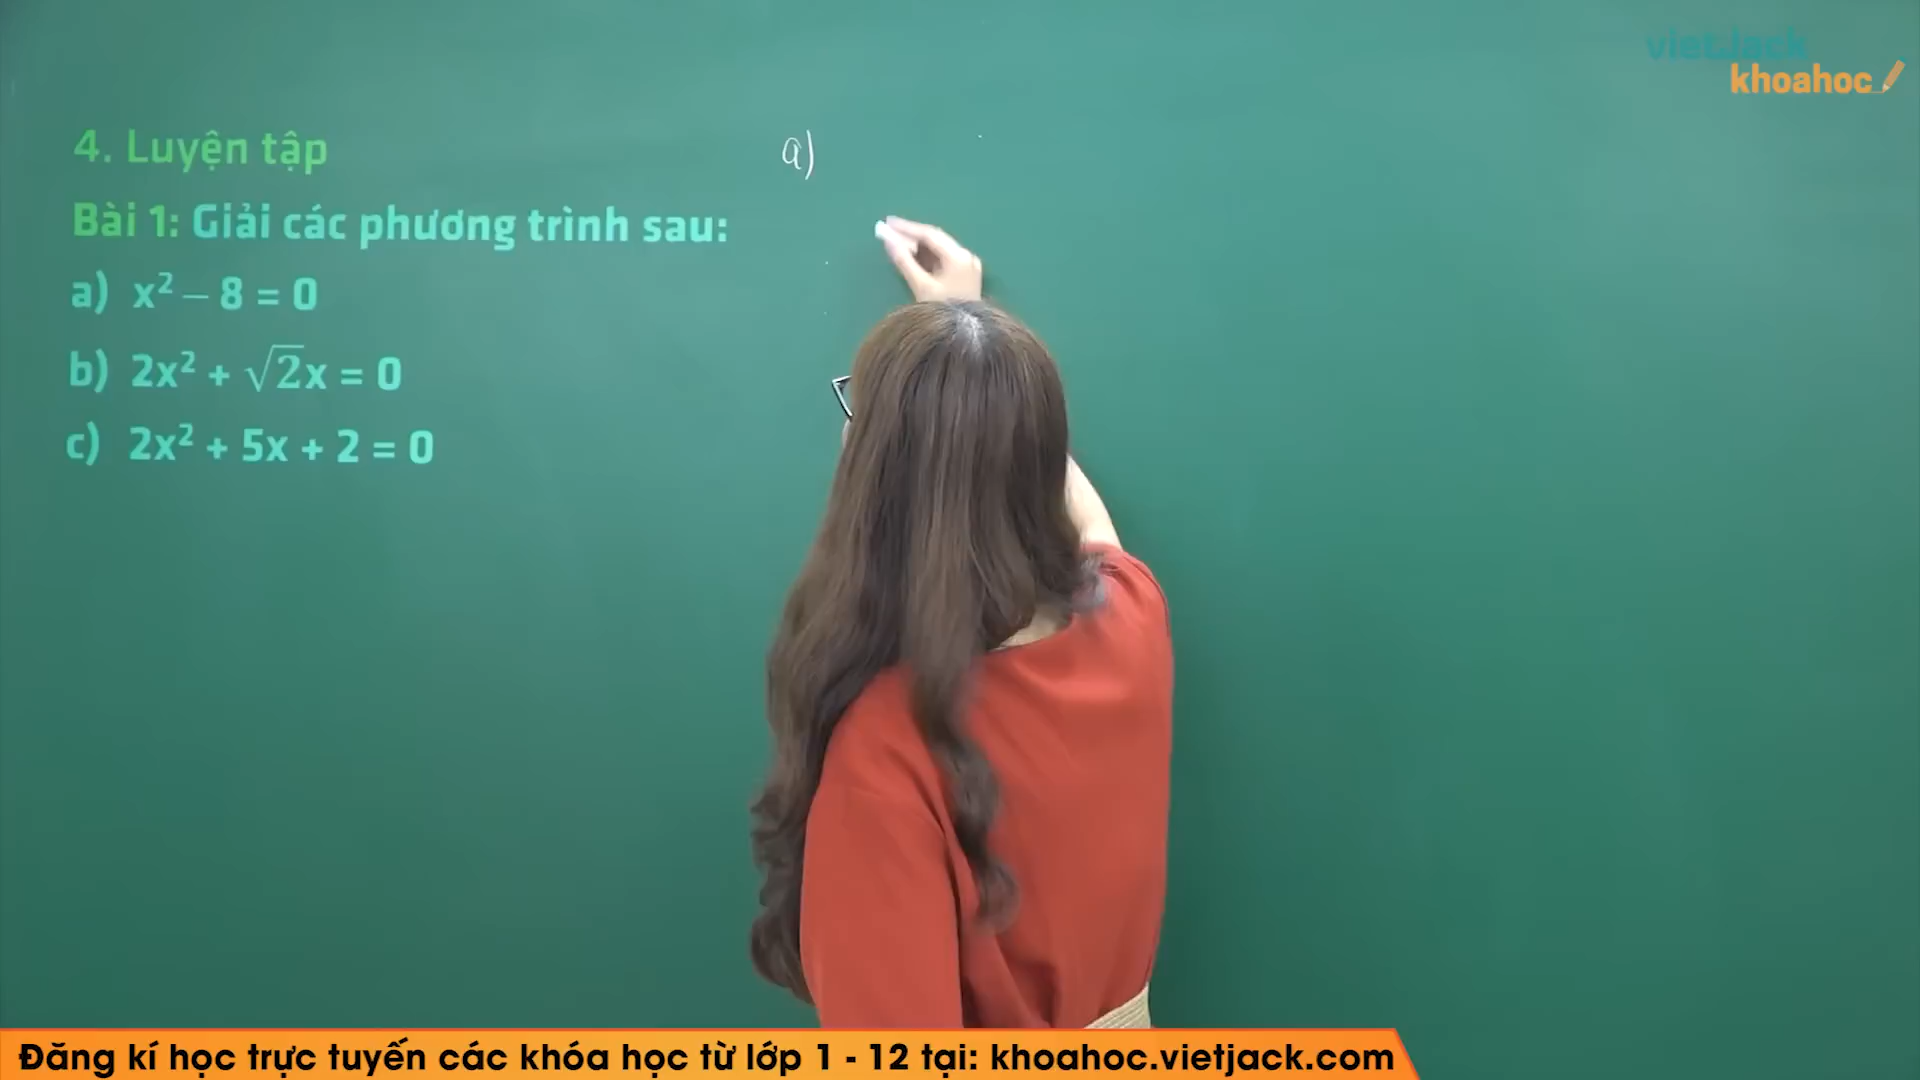 vietJack
khoahoc
4. Luyện tập
Bài 1: Giải các phương trình sau:
a) x² – 8 = 0
b) 2x² + √2x = 0
c) 2x² + 5x + 2 = 0
a)
Đăng kí học trực tuyến các khóa học từ lớp 1 - 12 tại: khoahoc.vietjack.com